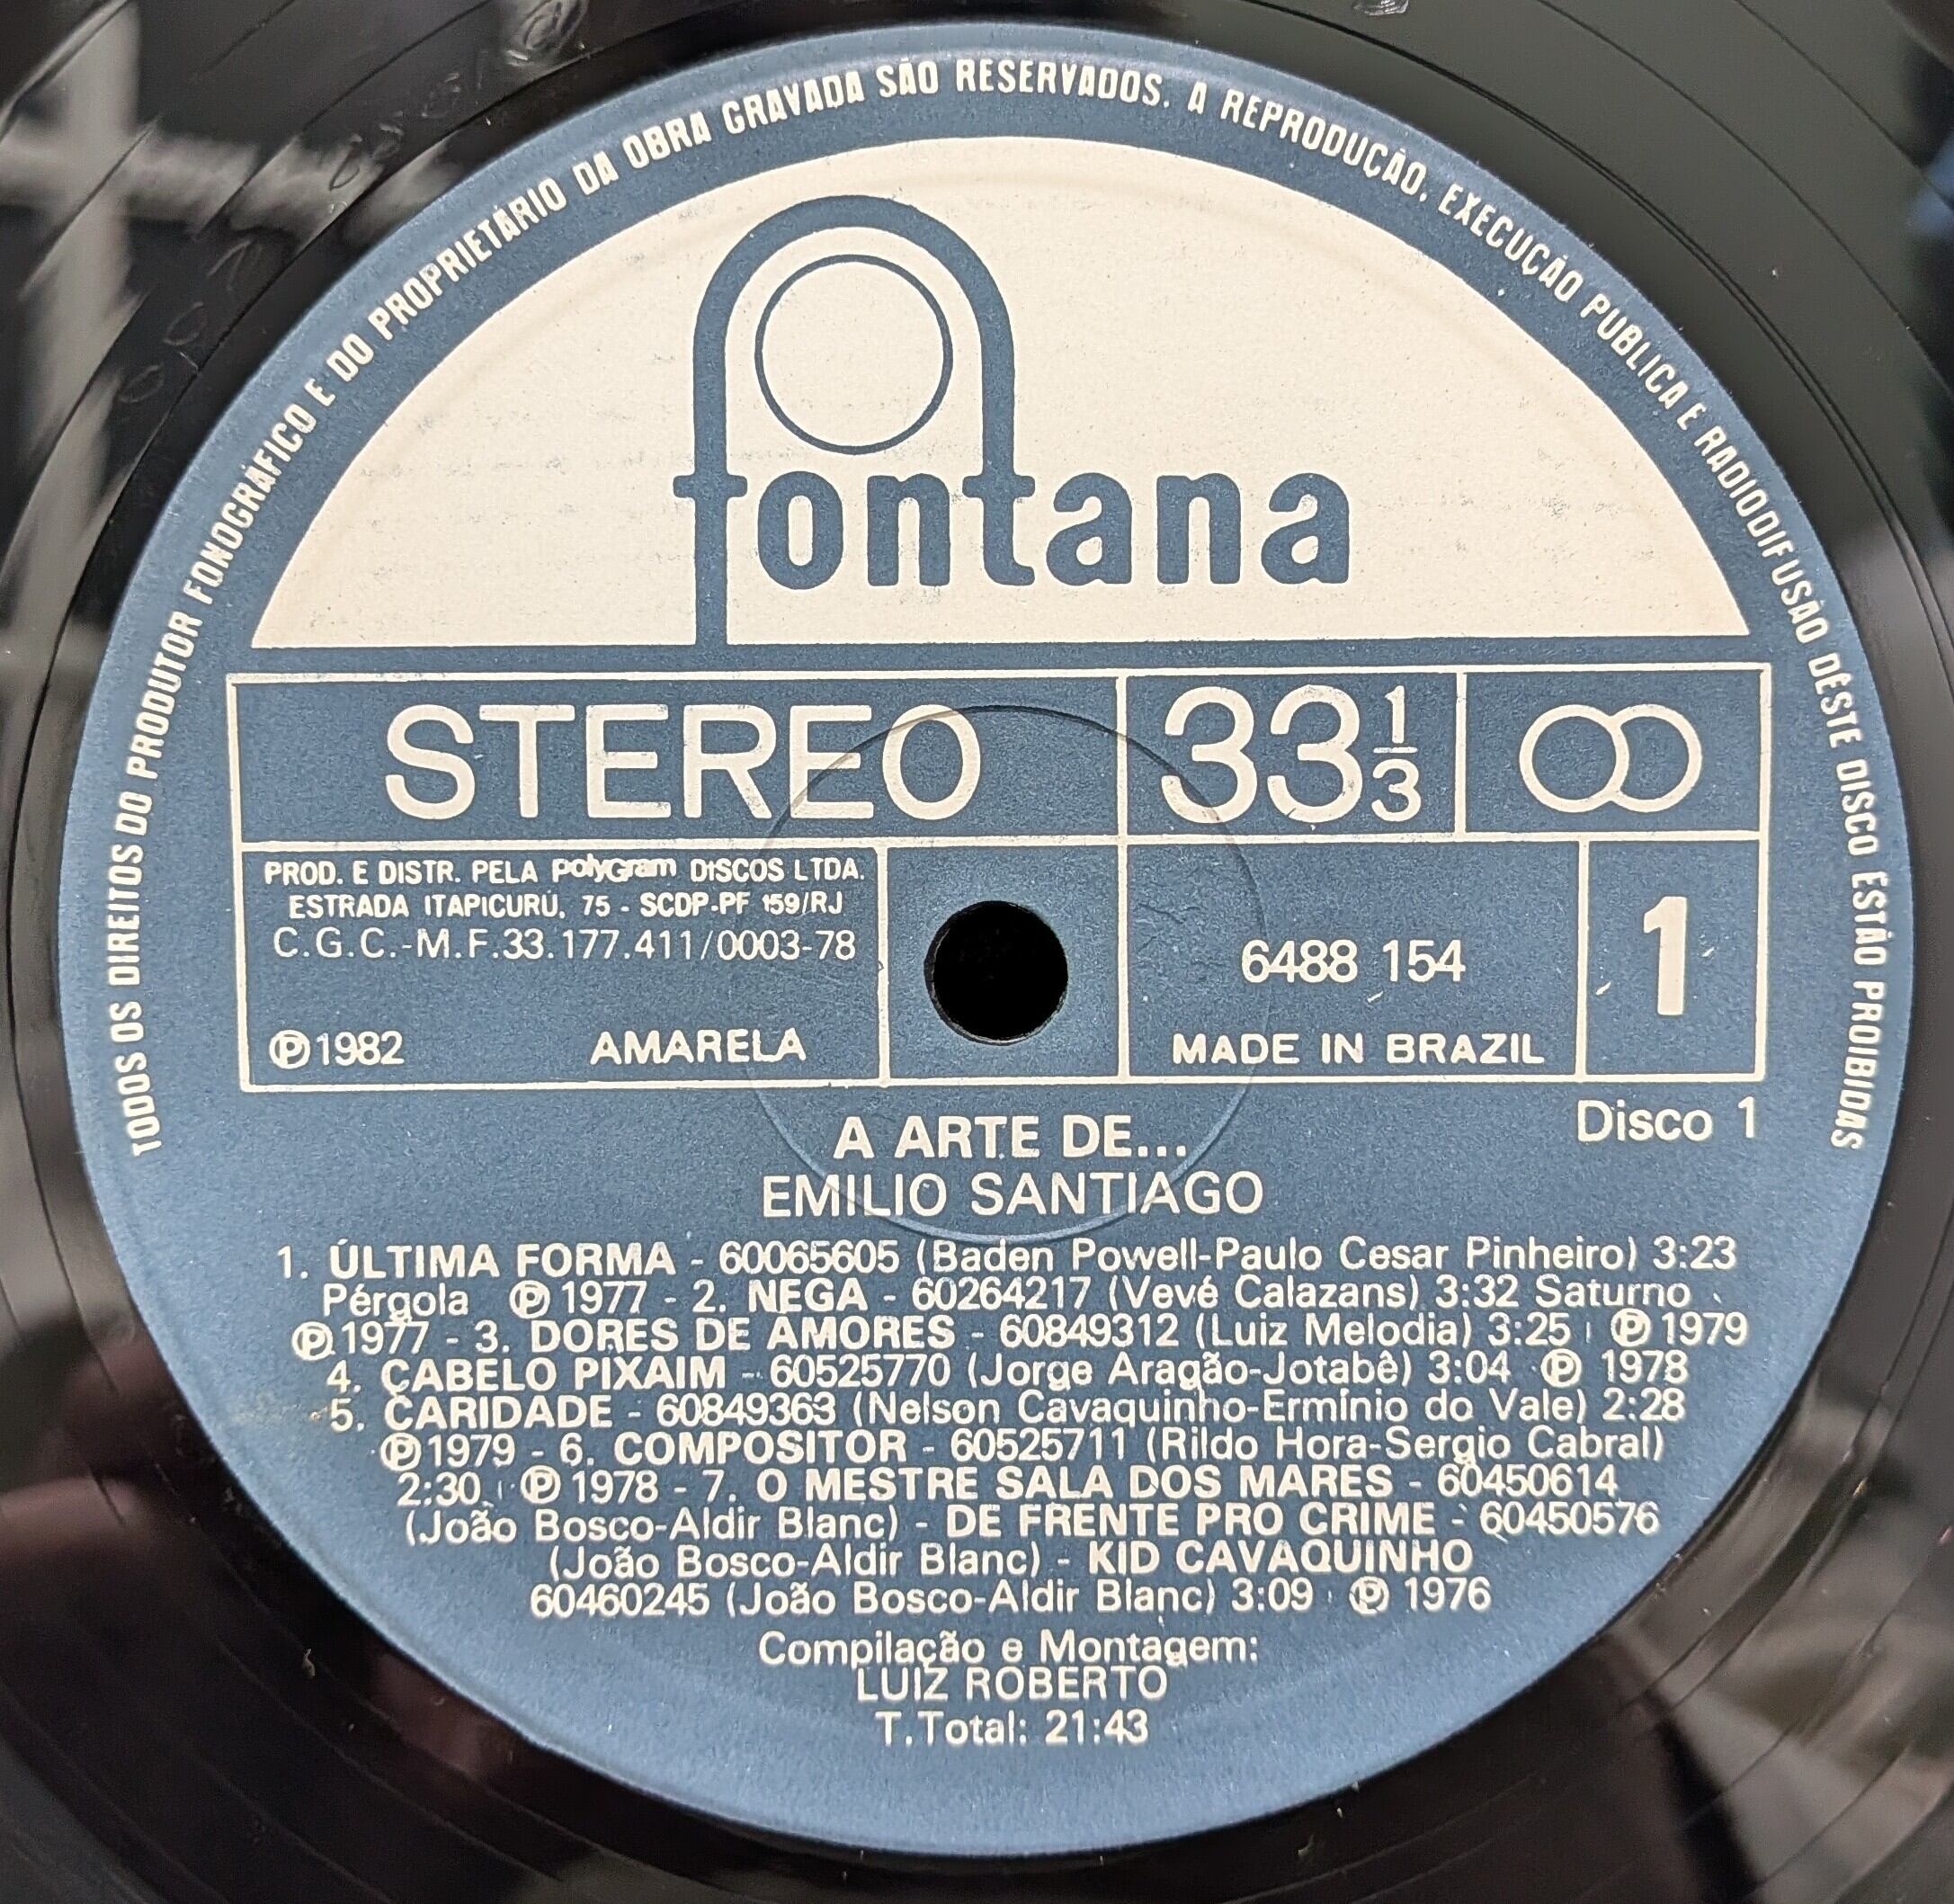 TODOS OS DIREITOS DO PRODUTOR FONOGRÁFICO E DO PROPRIETÁRIO DA OBRA GRAVADA SÃO RESERVADOS. A REPRODUÇÃO, EXECUÇÃO PUBLICA E RADIODIFUSÃO DESTE DISCO ESTÃO PROIBIDAS
fontana
STEREO
33 1/3
PROD. E DISTR. PELA PolyGram DISCOS LTDA.
ESTRADA ITAPICURÚ, 75 - SCDP-PF 159/RJ
C.G.C.-M.F.33.177.411/0003-78
℗1982 AMARELA
6488 154
MADE IN BRAZIL
1
Disco 1
A ARTE DE...
EMILIO SANTIAGO
1. ÚLTIMA FORMA - 60065605 (Baden Powell-Paulo Cesar Pinheiro) 3:23
Pérgola ℗ 1977 - 2. NEGA - 60264217 (Vevé Calazans) 3:32 Saturno
℗1977 - 3. DORES DE AMORES - 60849312 (Luiz Melodia) 3:25 ℗ 1979
4. CABELO PIXAIM - 60525770 (Jorge Aragão-Jotabê) 3:04 ℗ 1978
5. CARIDADE - 60849363 (Nelson Cavaquinho-Ermínio do Vale) 2:28
℗1979 - 6. COMPOSITOR - 60525711 (Rildo Hora-Sergio Cabral)
2:30 ℗ 1978 - 7. O MESTRE SALA DOS MARES - 60450614
(João Bosco-Aldir Blanc) - DE FRENTE PRO CRIME - 60450576
(João Bosco-Aldir Blanc) - KID CAVAQUINHO
60460245 (João Bosco-Aldir Blanc) 3:09 ℗ 1976
Compilação e Montagem:
LUIZ ROBERTO
T.Total: 21:43